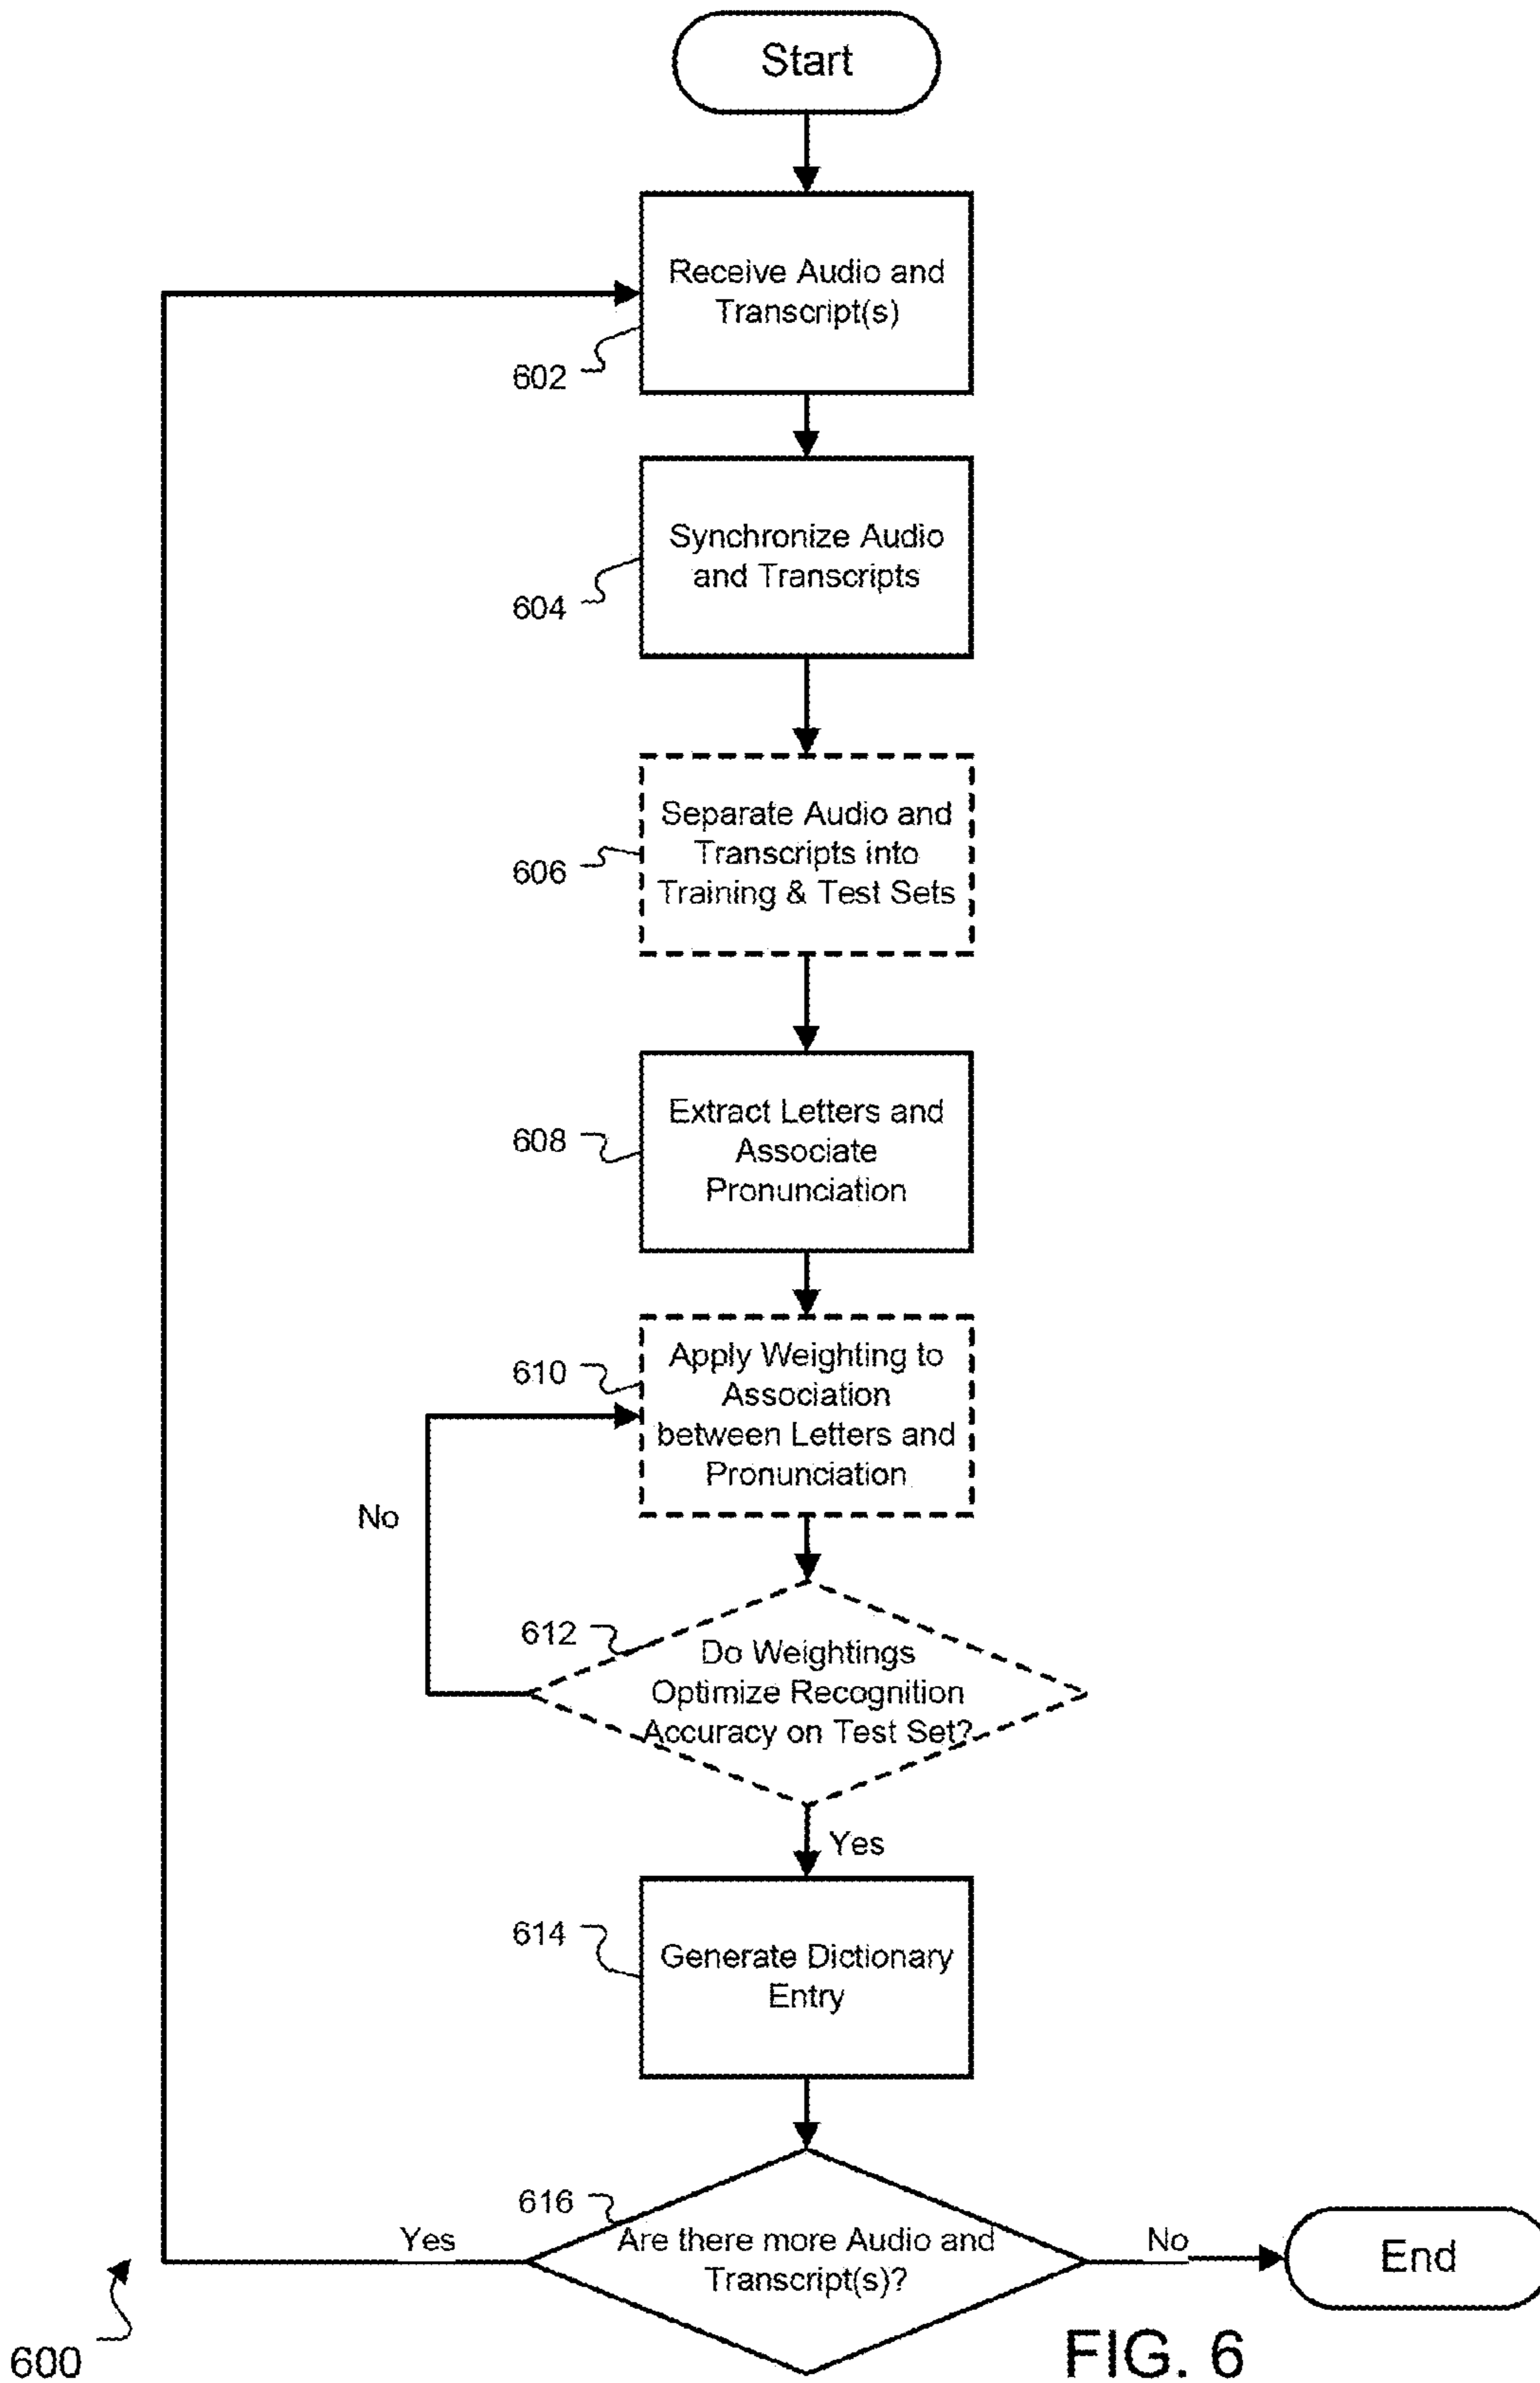 Start
Receive Audio and
Transcript(s)
602
Synchronize Audio
and Transcripts
604
Separate Audio and
Transcripts into
Training & Test Sets
606
Extract Letters and
Associate
Pronunciation
608
Apply Weighting to
Association
between Letters and
Pronunciation
610
No
612
Do Weightings
Optimize Recognition
Accuracy on Test Set?
Yes
614
Generate Dictionary
Entry
616
Are there more Audio and
Transcript(s)?
Yes
No
End
600
FIG. 6